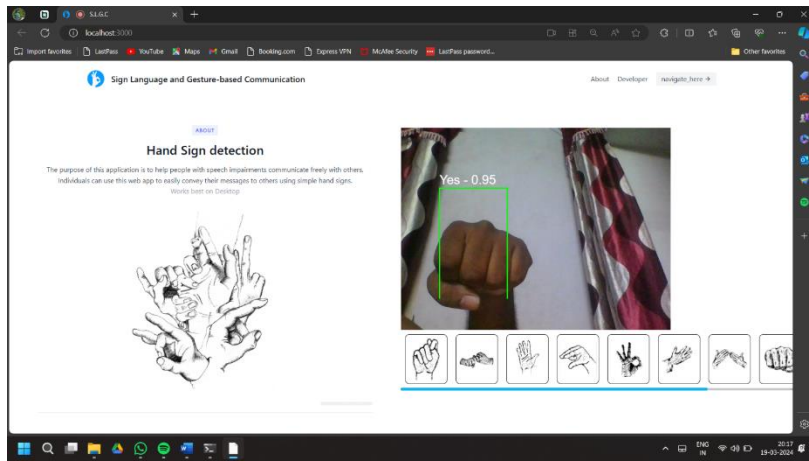 S.L.G.C
localhost:3000
Import favorites
LastPass
YouTube
Maps
Gmail
Booking.com
Express VPN
McAfee Security
LastPass password...
Other favorites
Sign Language and Gesture-based Communication
About
Developer
navigate_here →
ABOUT
Hand Sign detection
The purpose of this application is to help people with speech impairments communicate freely with others.
Individuals can use this web app to easily convey their messages to others using simple hand signs.
Works best on Desktop
Yes - 0.95
ENG
IN
20:17
19-03-2024